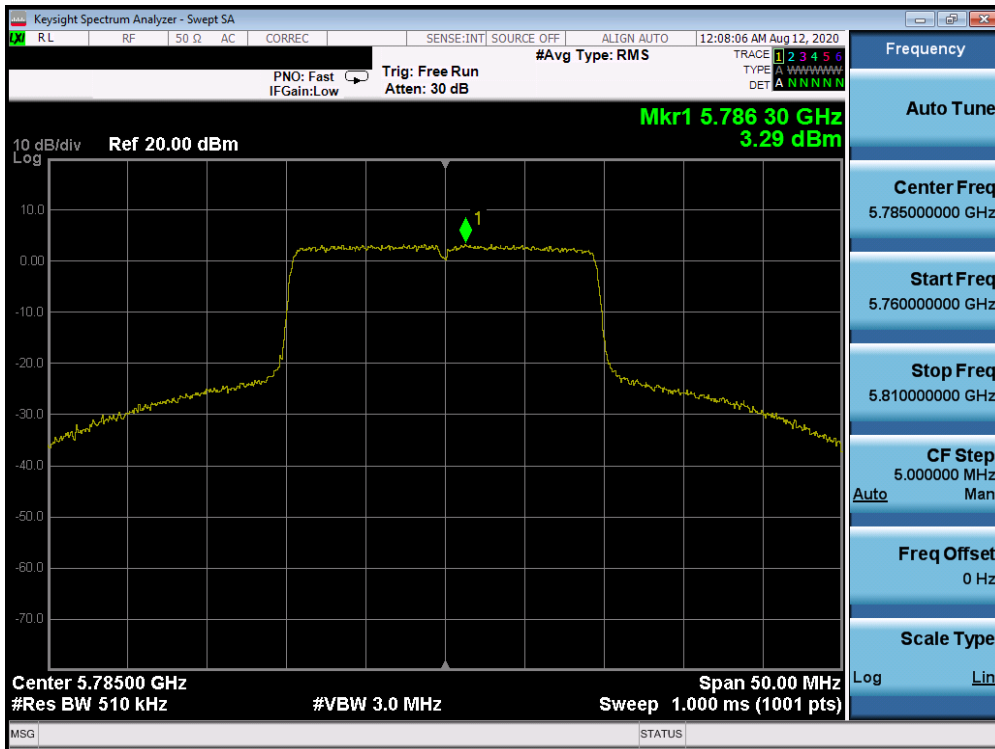 Keysight Spectrum Analyzer - Swept SA
LXI RL RF 50 Ω AC CORREC SENSE:INT SOURCE OFF ALIGN AUTO 12:08:06 AM Aug 12, 2020
#Avg Type: RMS
TRACE 1 2 3 4 5 6
PNO: Fast Trig: Free Run
TYPE A WWWWW
IFGain:Low Atten: 30 dB
DET A N N N N N
Mkr1 5.786 30 GHz
3.29 dBm
10 dB/div Ref 20.00 dBm
Log
10.0
1
0.00
-10.0
-20.0
-30.0
-40.0
-50.0
-60.0
-70.0
Center 5.78500 GHz Span 50.00 MHz
#Res BW 510 kHz #VBW 3.0 MHz Sweep 1.000 ms (1001 pts)
MSG STATUS
Frequency
Auto Tune
Center Freq
5.785000000 GHz
Start Freq
5.760000000 GHz
Stop Freq
5.810000000 GHz
CF Step
5.000000 MHz
Auto Man
Freq Offset
0 Hz
Scale Type
Log Lin